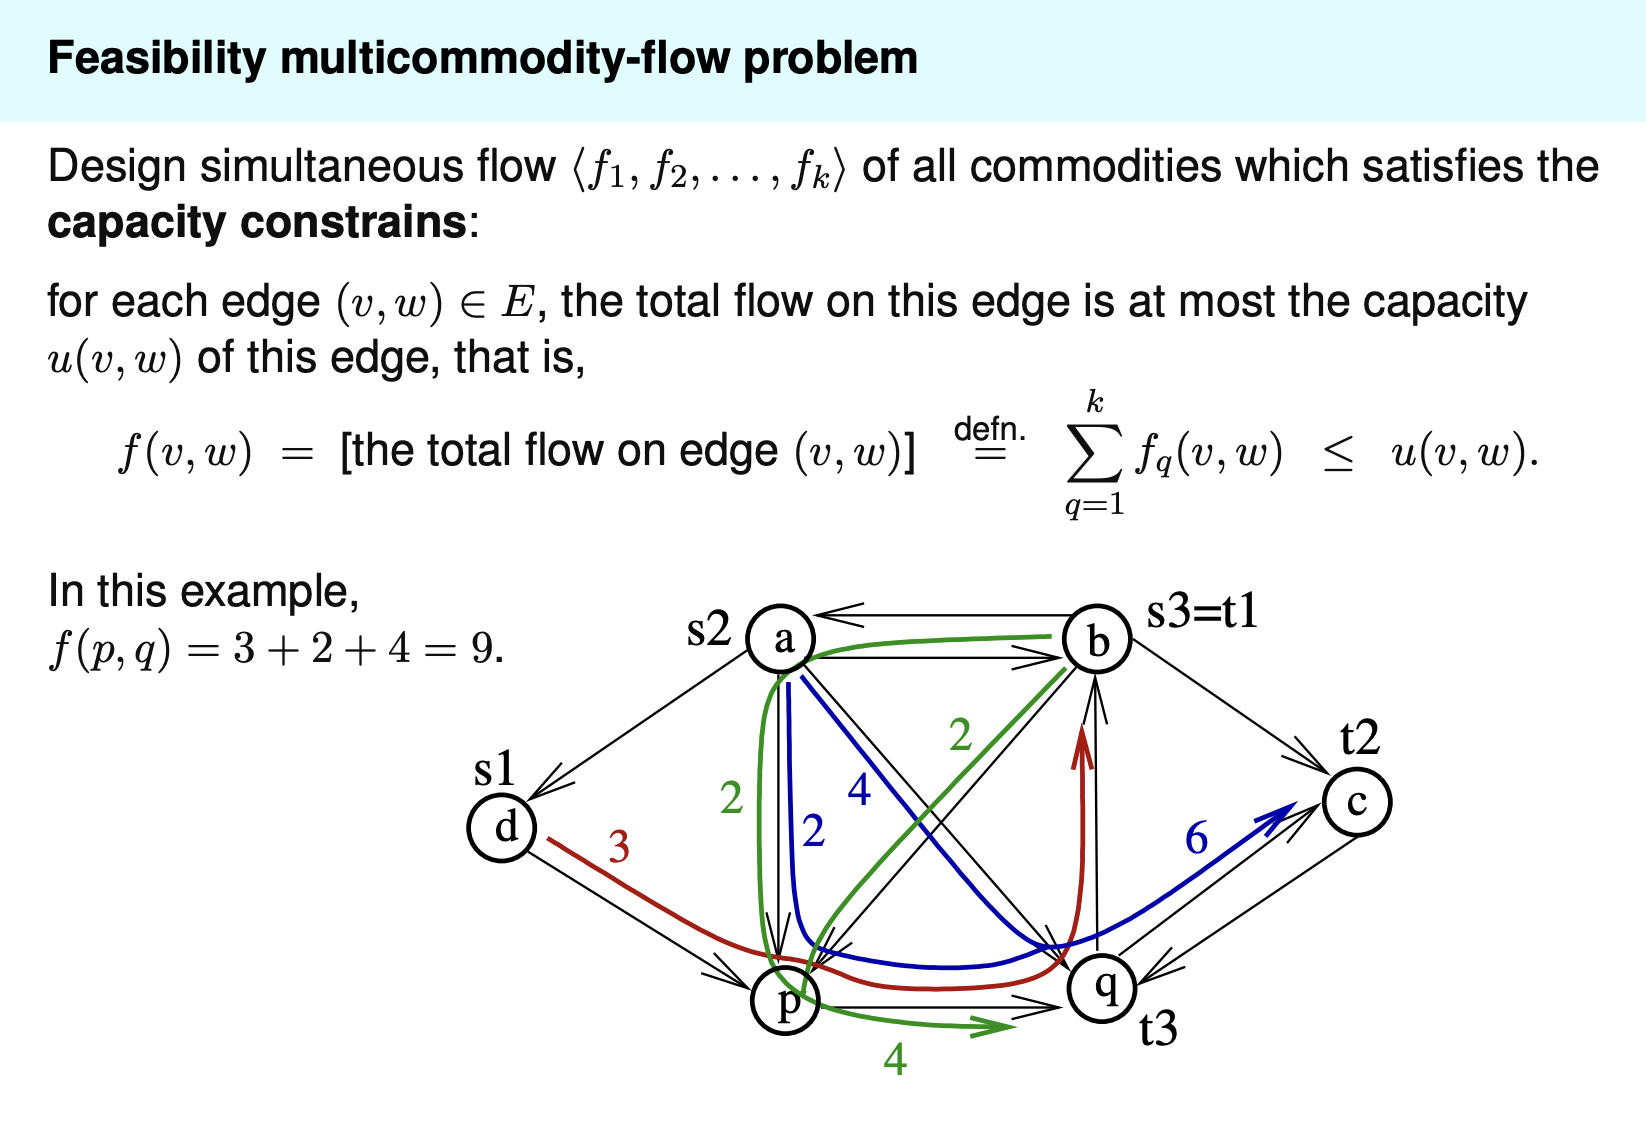 Feasibility multicommodity-flow problem
Design simultaneous flow ⟨f₁, f₂, . . . , fₖ⟩ of all commodities which satisfies the
capacity constrains:
for each edge (v, w) ∈ E, the total flow on this edge is at most the capacity
u(v, w) of this edge, that is,
f(v, w) = [the total flow on edge (v, w)] defn. = ∑_{q=1}^{k} f_q(v, w) ≤ u(v, w).
In this example,
f(p, q) = 3 + 2 + 4 = 9.
s2 a b s3=t1
2
t2
s1
4
2
c
d
3
2
6
p
q
t3
4